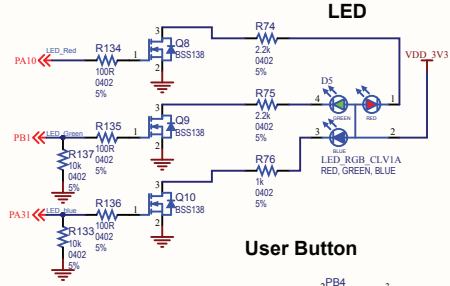 LED
R74
2.2k
0402
5%
VDD_3V3
3
Q8
BSS138
LED_Red
PA10
R134
1
100R
0402
5%
2
R75
2.2k
0402
5%
D5
4
GREEN
RED
1
3
Q9
BSS138
LED_Green
PB1
R135
1
100R
0402
5%
2
R137
10k
0402
5%
R76
1k
0402
5%
3
BLUE
2
LED_RGB_CLV1A
RED, GREEN, BLUE
3
Q10
BSS138
LED_blue
PA31
R136
1
100R
0402
5%
2
R133
10k
0402
5%
User Button
2
PB4
3